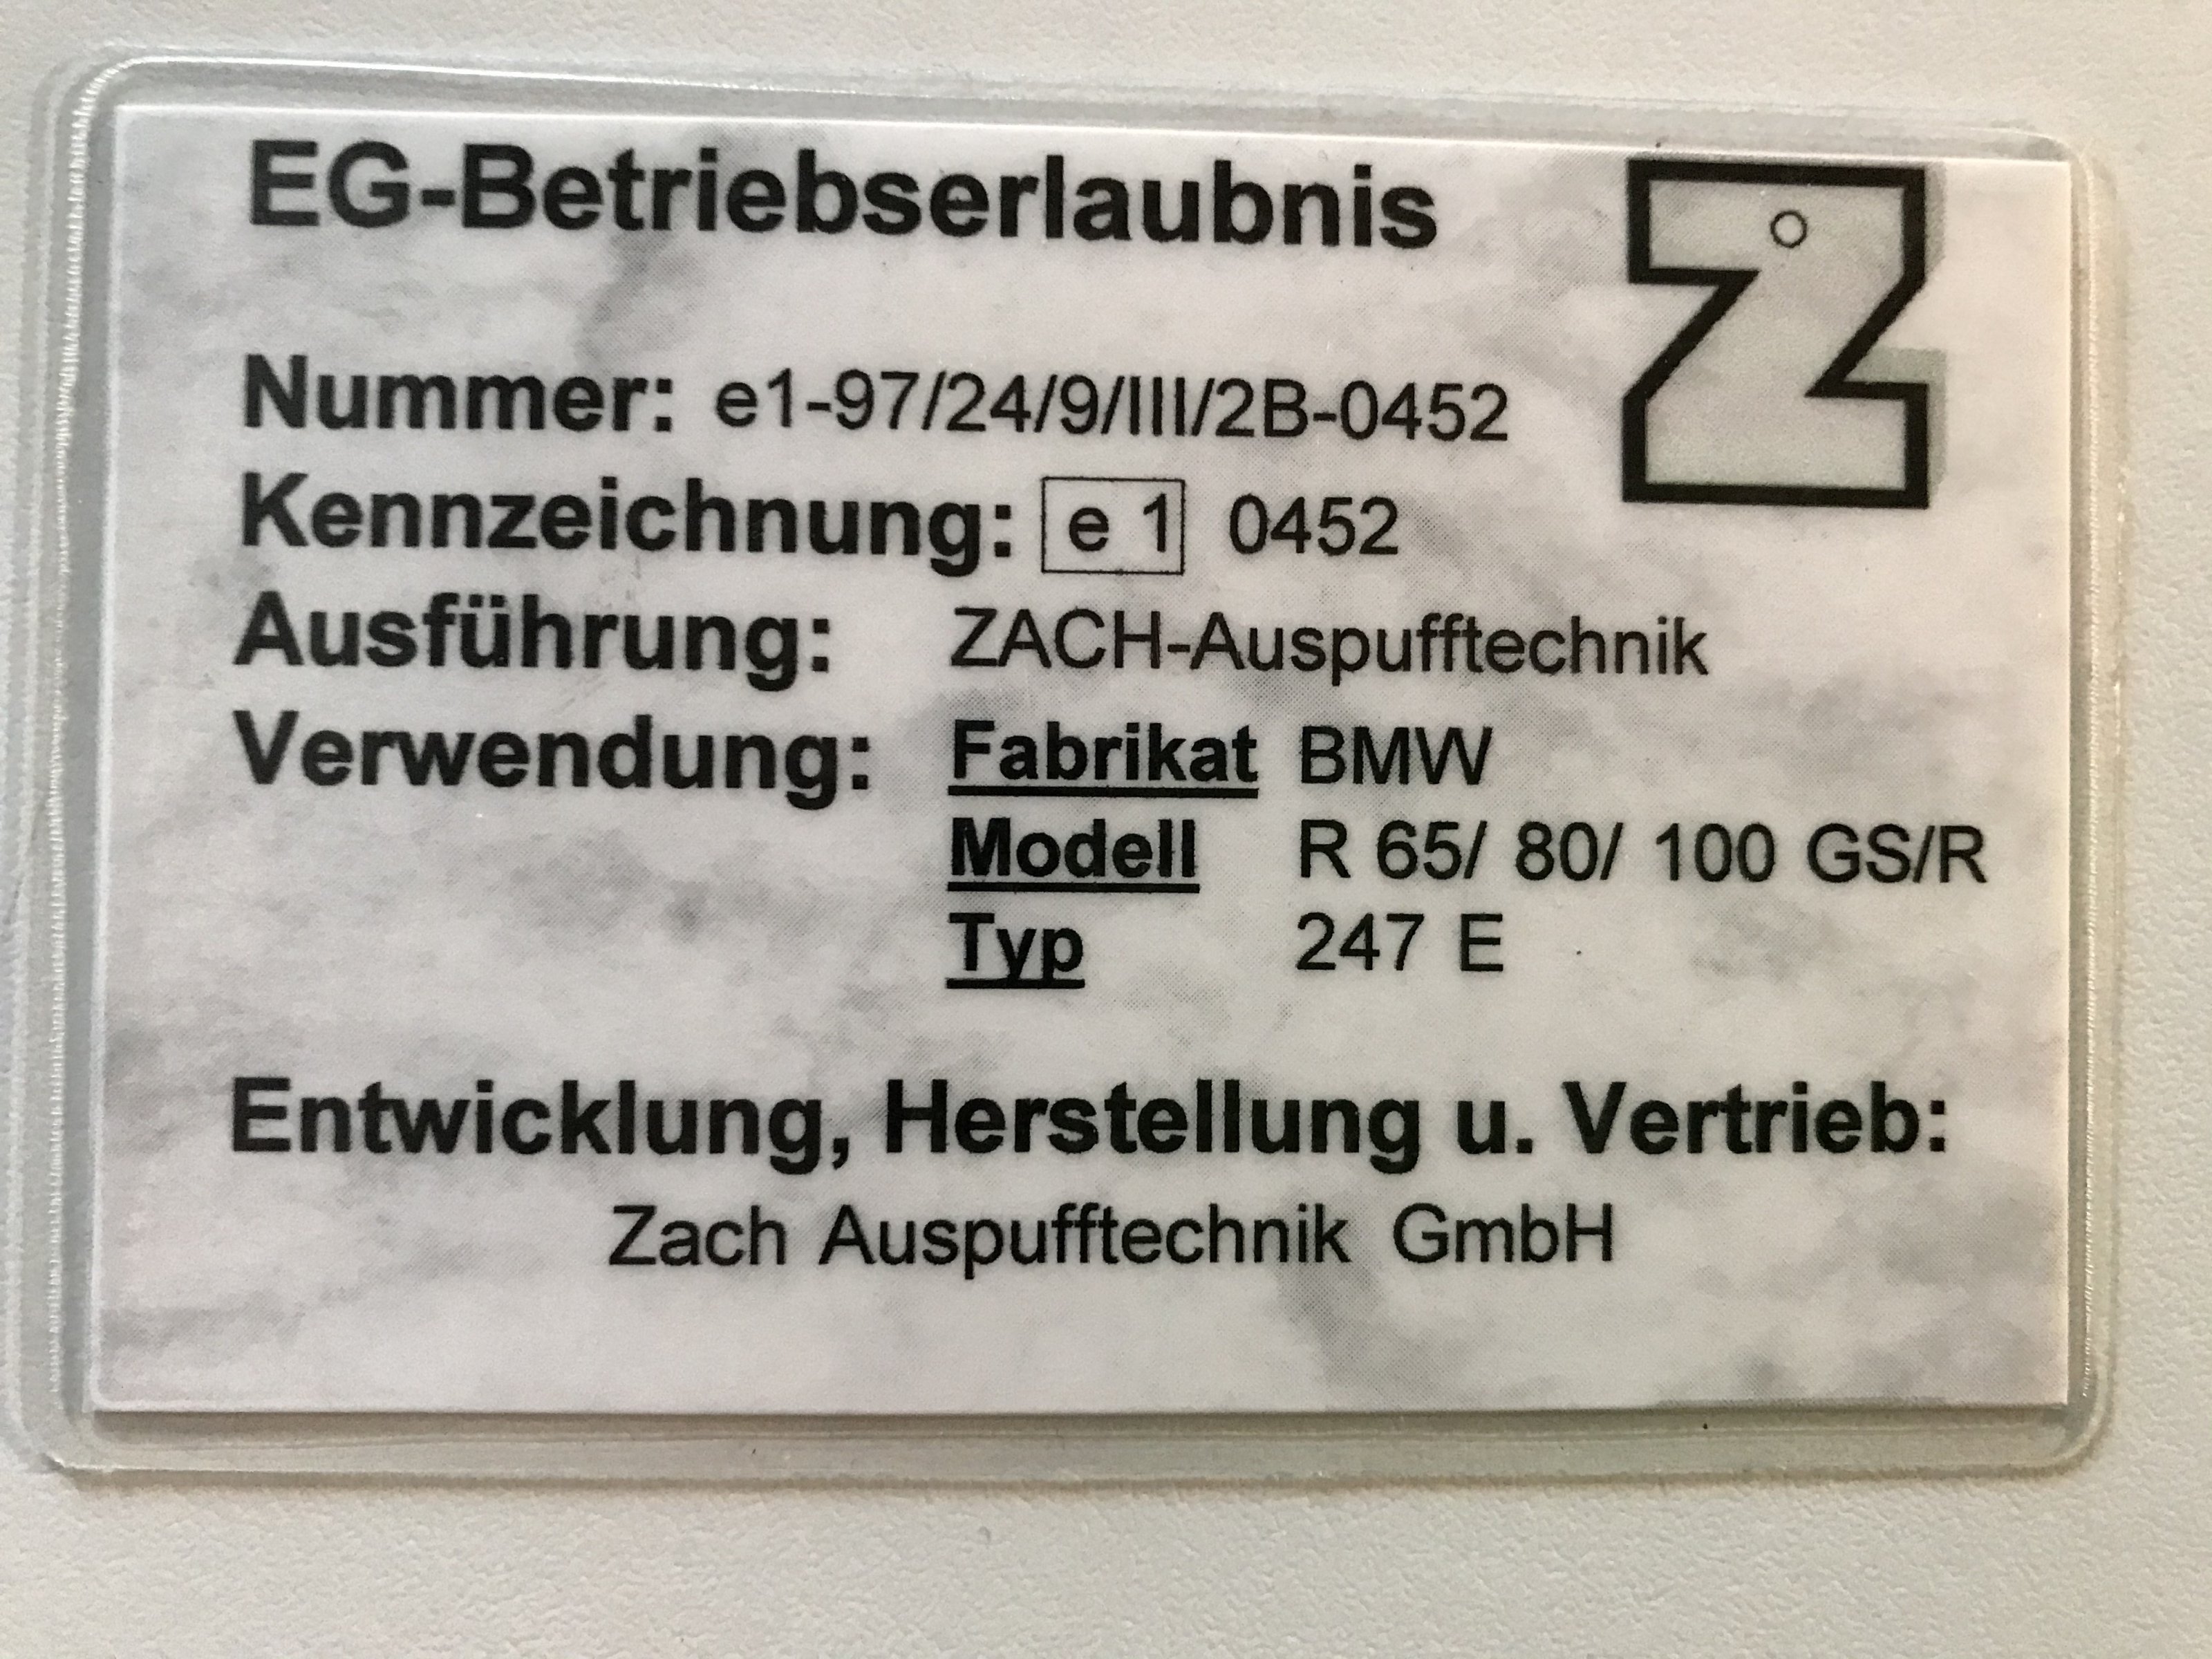 EG-Betriebserlaubnis
Z
Nummer: e1-97/24/9/III/2B-0452
Kennzeichnung: e 1 0452
Ausführung: ZACH-Auspufftechnik
Verwendung: Fabrikat BMW
Modell R 65/ 80/ 100 GS/R
Typ 247 E
Entwicklung, Herstellung u. Vertrieb:
Zach Auspufftechnik GmbH